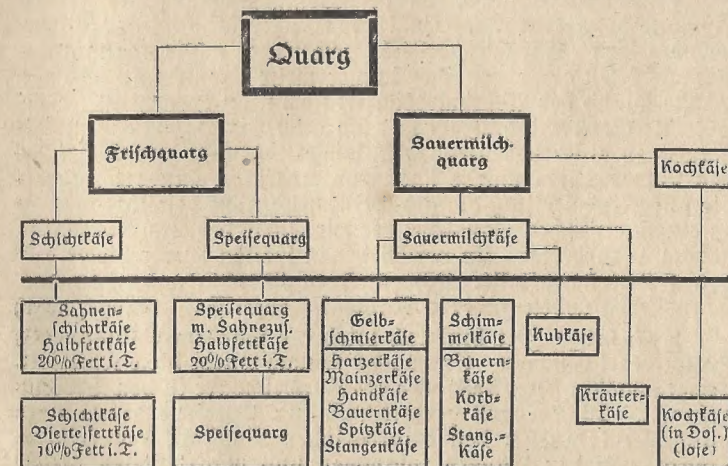 Quarg
Frischquarg
Sauermilch-
quarg
Kochkäse
Schichtkäse
Speisequarg
Sauermilchkäse
Sahnen-
schichtkäse
Halbfettkäse
20% Fett i. T.
Schichtkäse
Viertelfettkäse
10% Fett i. T.
Speisequarg
m. Sahnezus.
Halbfettkäse
20% Fett i. T.
Speisequarg
Gelb-
schmierkäse
Harzerkäse
Mainzerkäse
Handkäse
Bauernkäse
Spitzkäse
Stangenkäse
Schim-
melkäse
Bauern-
käse
Korb-
käse
Stang.-
Käse
Kuhkäse
Kräuter-
käse
Kochkäse
(in Dos.)
(lose)